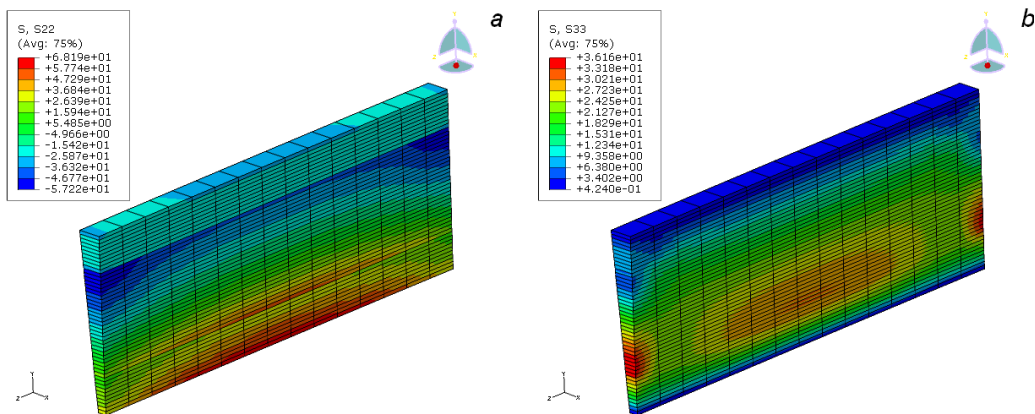 a
S, S22
(Avg: 75%)
+6.819e+01
+5.774e+01
+4.729e+01
+3.684e+01
+2.639e+01
+1.594e+01
+5.485e+00
-4.966e+00
-1.542e+01
-2.587e+01
-3.632e+01
-4.677e+01
-5.722e+01
Y
Z
X
b
S, S33
(Avg: 75%)
+3.616e+01
+3.318e+01
+3.021e+01
+2.723e+01
+2.425e+01
+2.127e+01
+1.829e+01
+1.531e+01
+1.234e+01
+9.358e+00
+6.380e+00
+3.402e+00
+4.240e-01
Y
Z
X